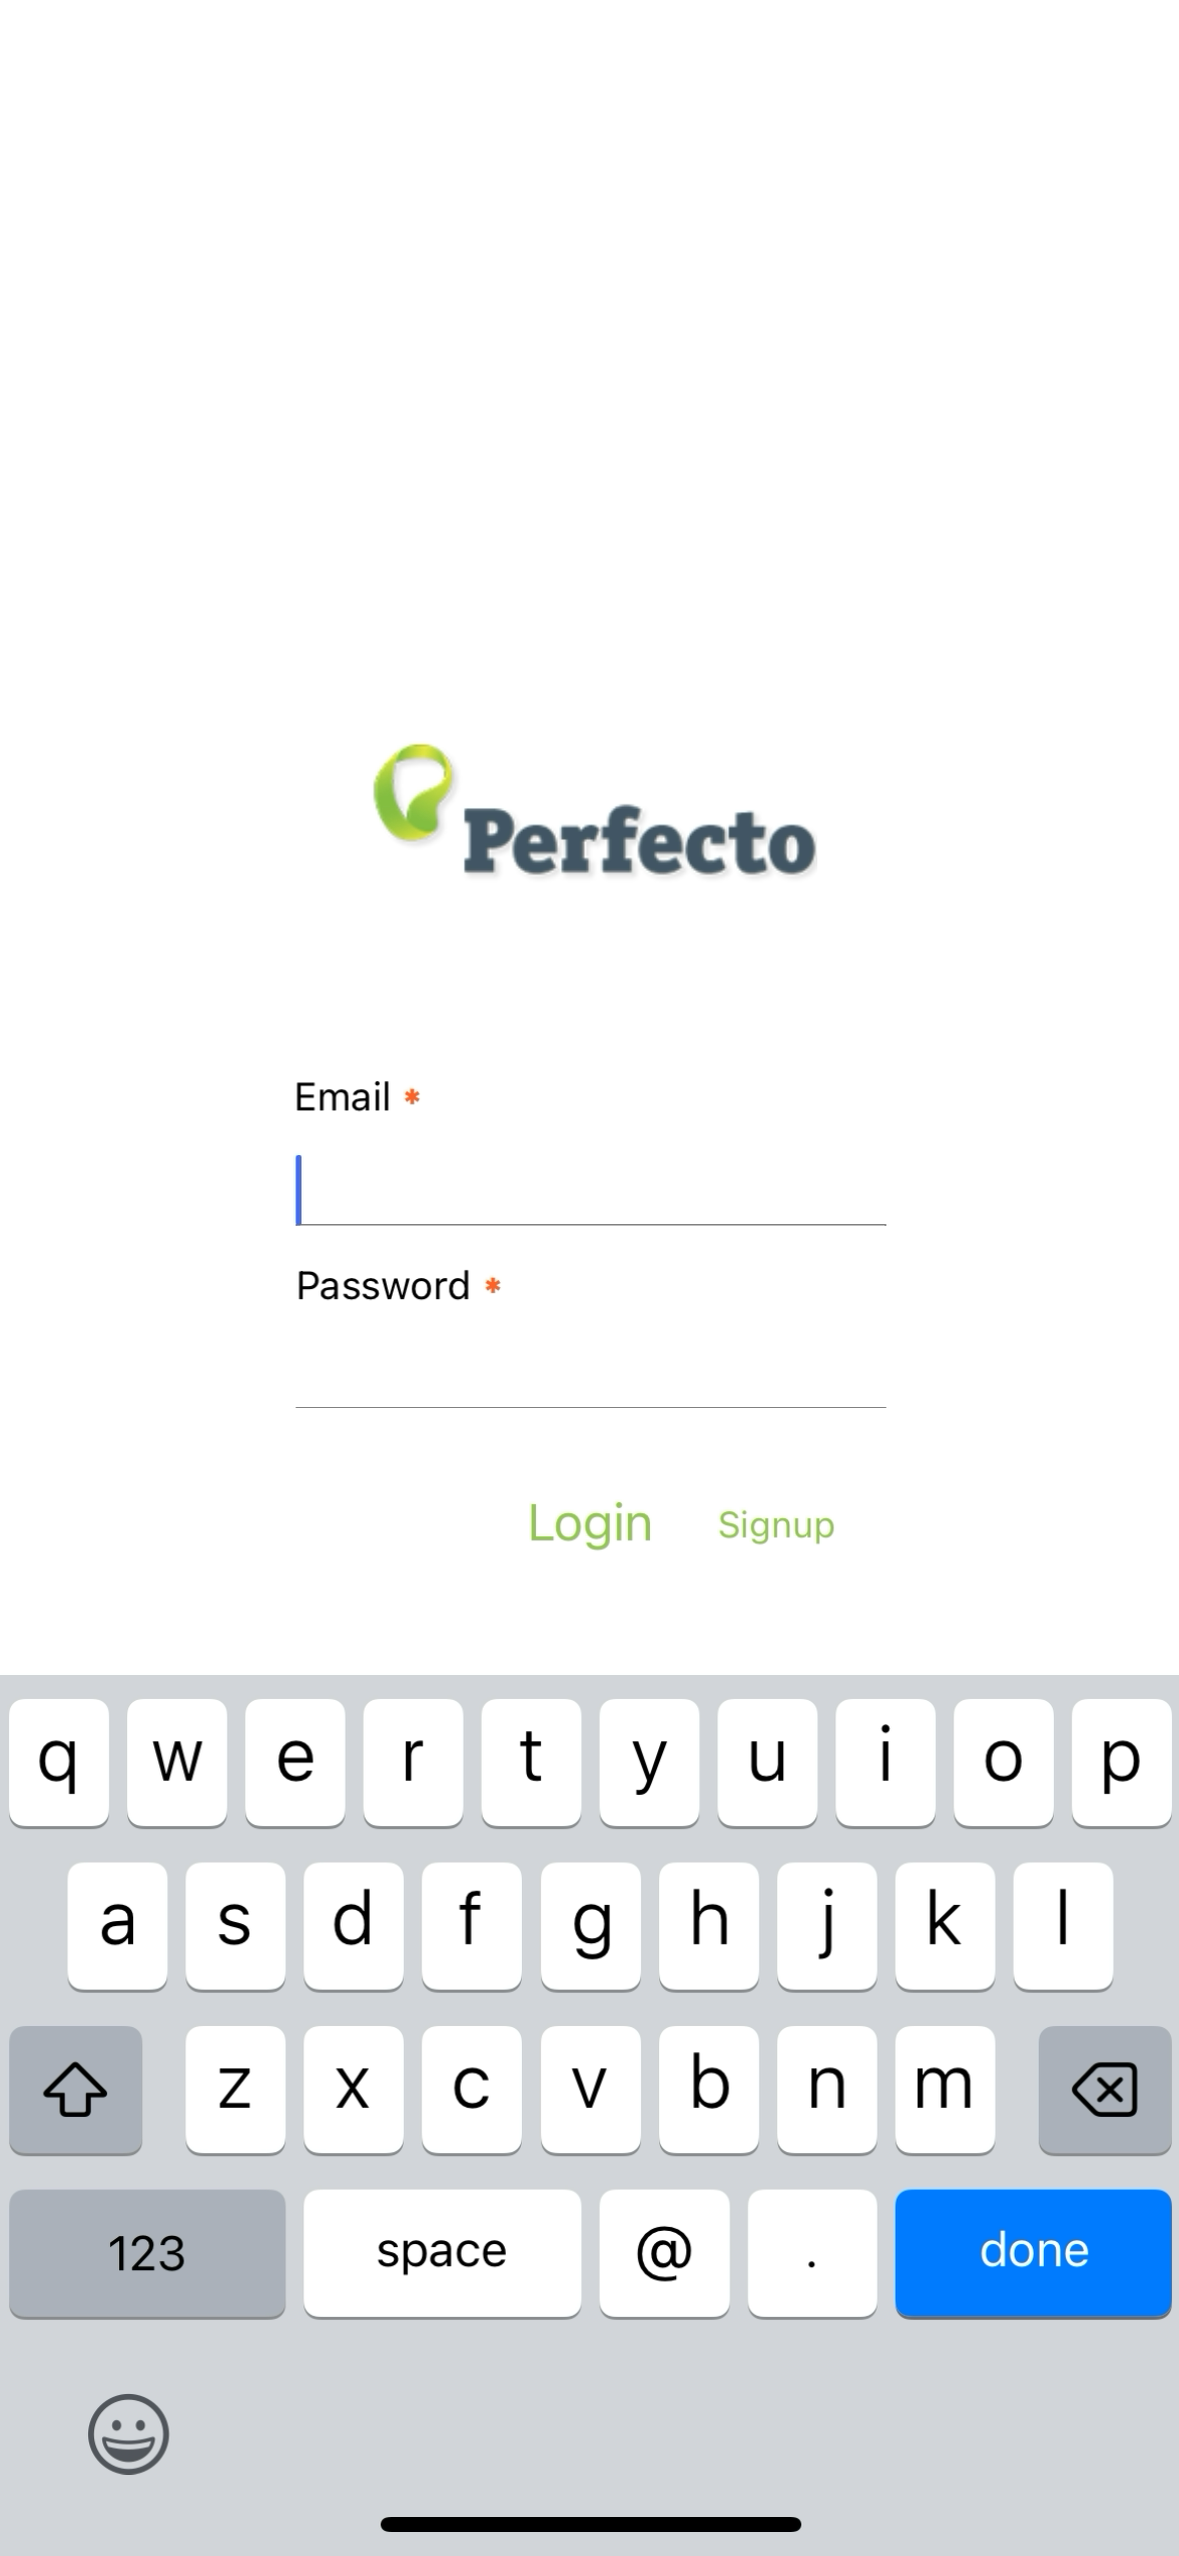 Perfecto
Email *
Password *
Login Signup
q w e r t y u i o p
a s d f g h j k l
z x c v b n m
123 space @ . done